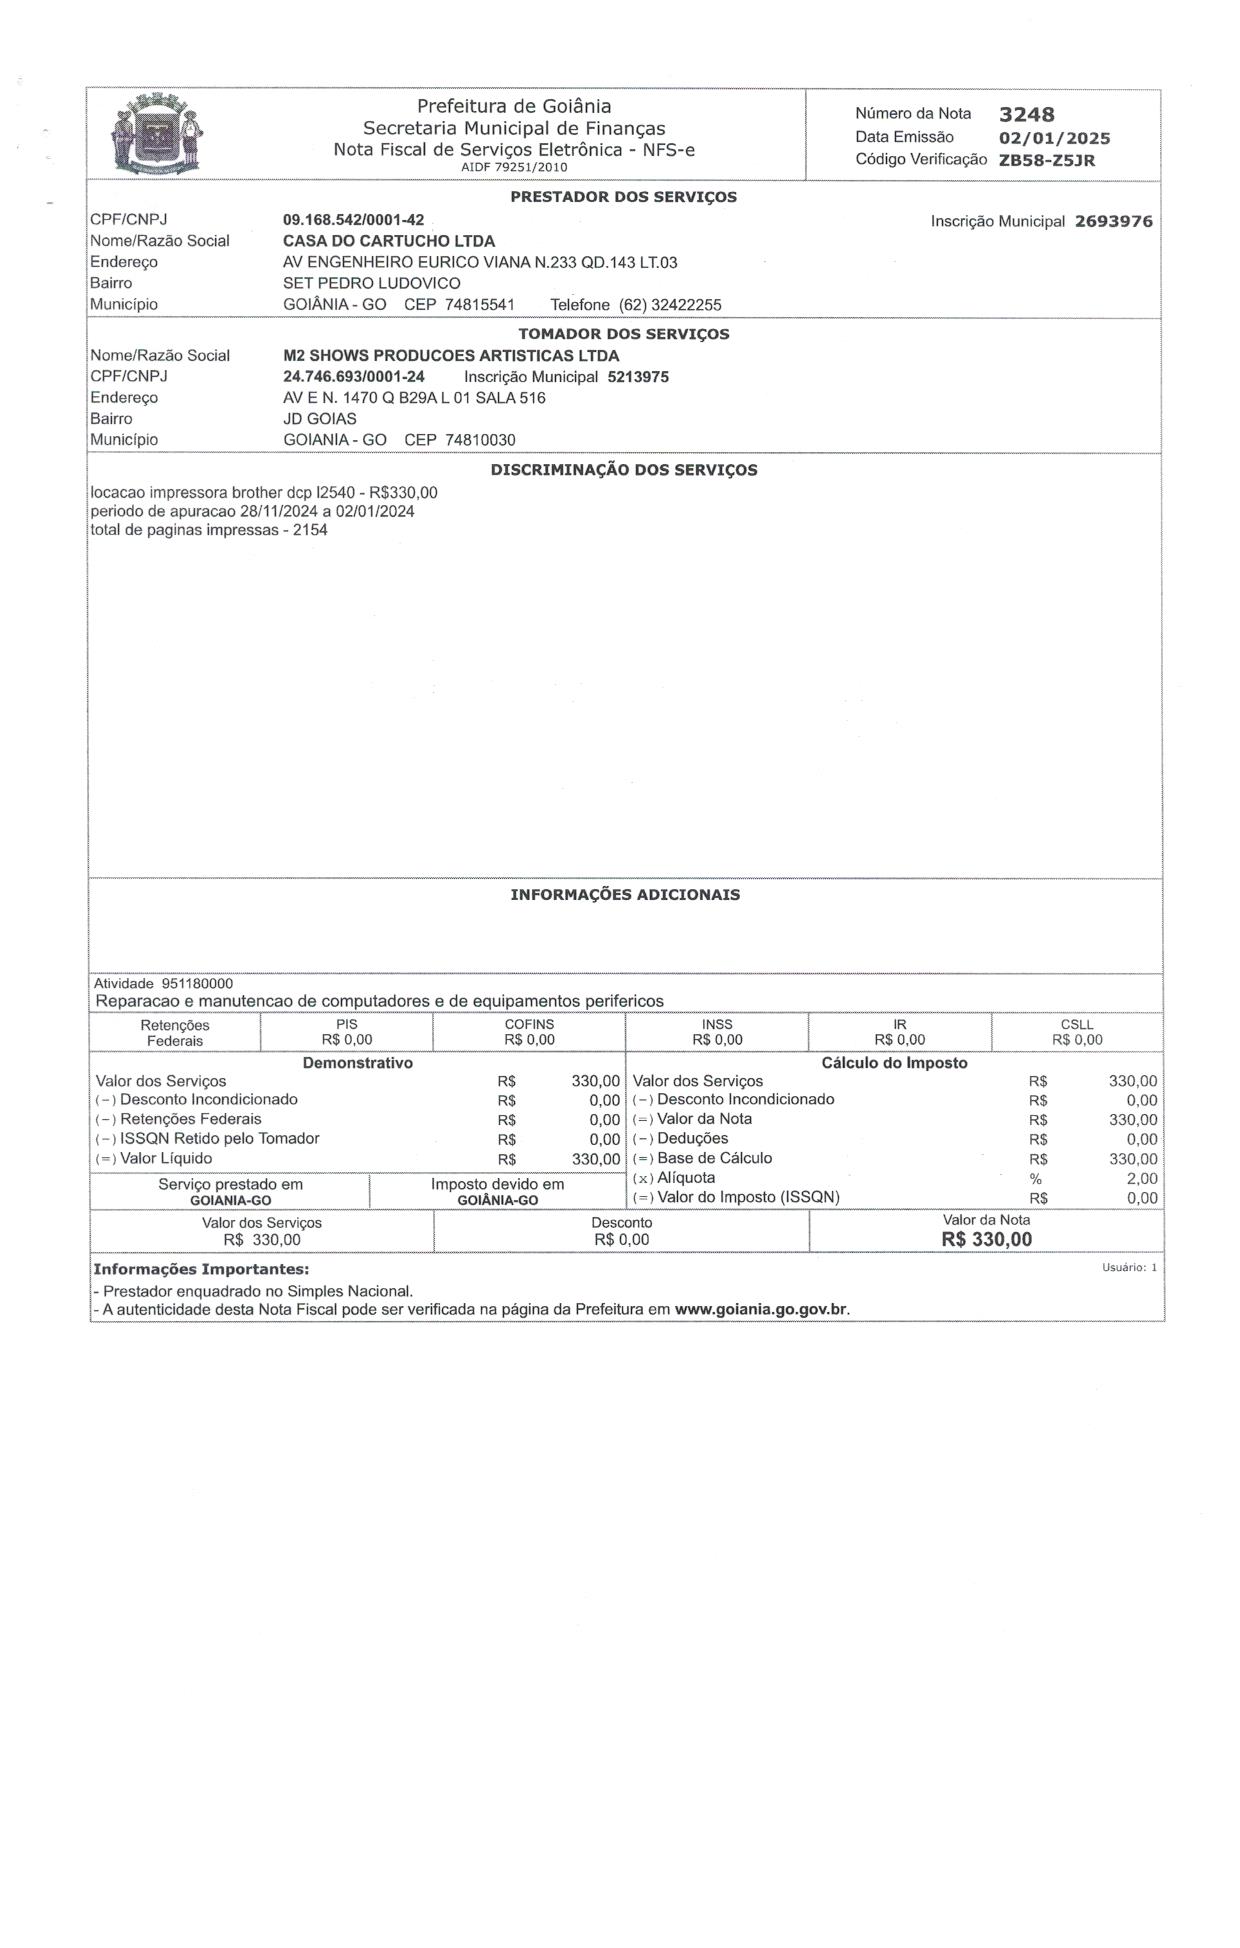 Prefeitura de Goiânia
Secretaria Municipal de Finanças
Nota Fiscal de Serviços Eletrônica - NFS-e
AIDF 79251/2010
Número da Nota 3248
Data Emissão 02/01/2025
Código Verificação ZB58-Z5JR
PRESTADOR DOS SERVIÇOS
CPF/CNPJ 09.168.542/0001-42 Inscrição Municipal 2693976
Nome/Razão Social CASA DO CARTUCHO LTDA
Endereço AV ENGENHEIRO EURICO VIANA N.233 QD.143 LT.03
Bairro SET PEDRO LUDOVICO
Município GOIÂNIA - GO CEP 74815541 Telefone (62) 32422255
TOMADOR DOS SERVIÇOS
Nome/Razão Social M2 SHOWS PRODUCOES ARTISTICAS LTDA
CPF/CNPJ 24.746.693/0001-24 Inscrição Municipal 5213975
Endereço AV E N. 1470 Q B29A L 01 SALA 516
Bairro JD GOIAS
Município GOIANIA - GO CEP 74810030
DISCRIMINAÇÃO DOS SERVIÇOS
locacao impressora brother dcp l2540 - R$330,00
periodo de apuracao 28/11/2024 a 02/01/2024
total de paginas impressas - 2154
INFORMAÇÕES ADICIONAIS
Atividade 951180000
Reparacao e manutencao de computadores e de equipamentos perifericos
Retenções Federais
PIS R$ 0,00
COFINS R$ 0,00
INSS R$ 0,00
IR R$ 0,00
CSLL R$ 0,00
Demonstrativo
Valor dos Serviços R$ 330,00
(-) Desconto Incondicionado R$ 0,00
(-) Retenções Federais R$ 0,00
(-) ISSQN Retido pelo Tomador R$ 0,00
(=) Valor Líquido R$ 330,00
Serviço prestado em
GOIANIA-GO
Imposto devido em
GOIÂNIA-GO
Cálculo do Imposto
Valor dos Serviços R$ 330,00
(-) Desconto Incondicionado R$ 0,00
(=) Valor da Nota R$ 330,00
(-) Deduções R$ 0,00
(=) Base de Cálculo R$ 330,00
(x) Alíquota % 2,00
(=) Valor do Imposto (ISSQN) R$ 0,00
Valor dos Serviços
R$ 330,00
Desconto
R$ 0,00
Valor da Nota
R$ 330,00
Informações Importantes: Usuário: 1
- Prestador enquadrado no Simples Nacional.
- A autenticidade desta Nota Fiscal pode ser verificada na página da Prefeitura em www.goiania.go.gov.br.